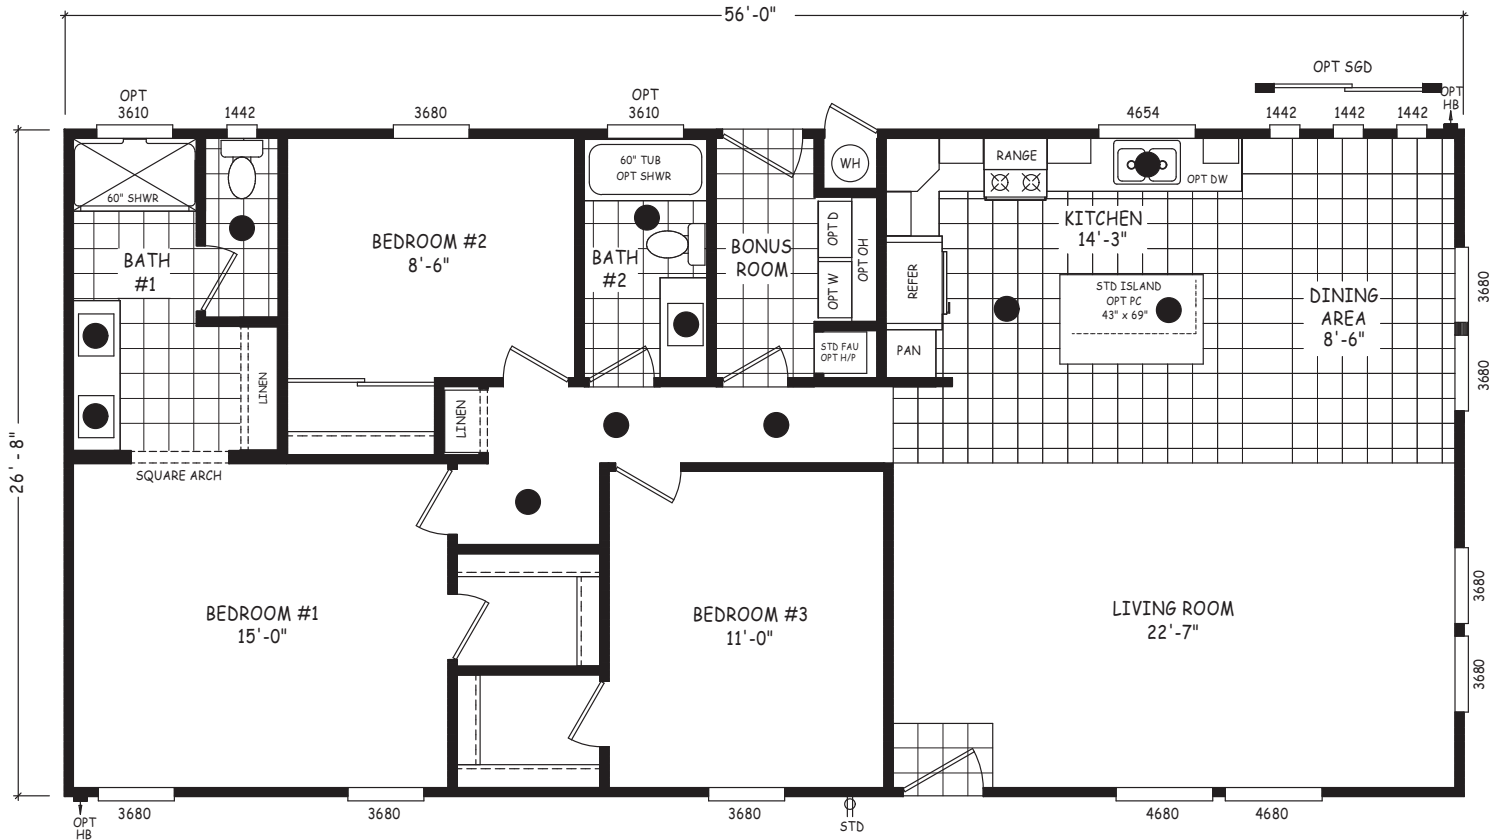 56'-0"
OPT SGD
OPT
3610
1442
3680
OPT
3610
4654
1442
1442
1442
OPT
HB
60" SHWR
60" TUB
OPT SHWR
WH
RANGE
OPT DW
BATH
#1
BEDROOM #2
8'-6"
BATH
#2
BONUS
ROOM
OPT D
OPT W
OPT OH
REFER
KITCHEN
14'-3"
STD ISLAND
OPT PC
43" x 69"
DINING
AREA
8'-6"
3680
3680
STD FAU
OPT H/P
PAN
LINEN
LINEN
26' - 8"
SQUARE ARCH
BEDROOM #1
15'-0"
BEDROOM #3
11'-0"
LIVING ROOM
22'-7"
3680
3680
OPT
HB
3680
3680
3680
STD
4680
4680